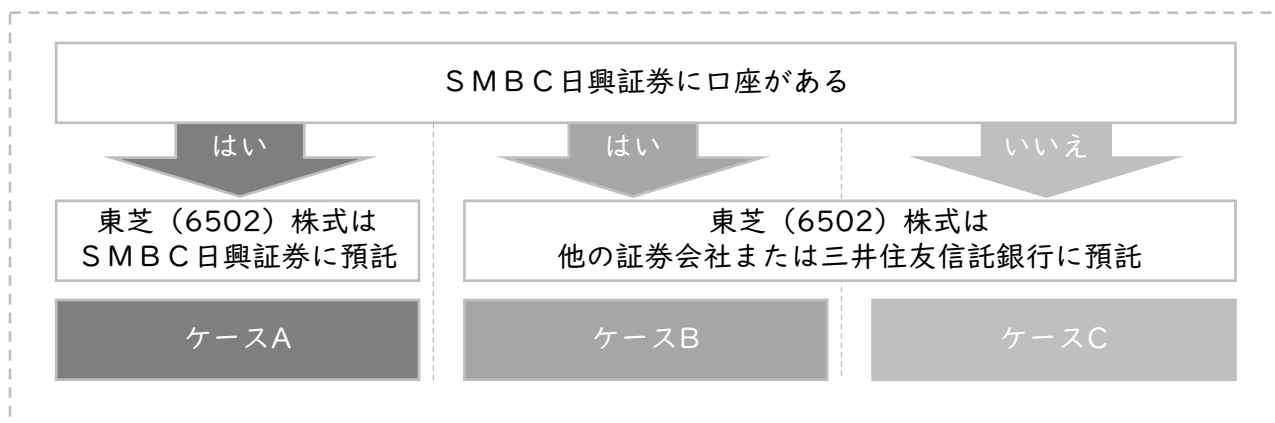 ＳＭＢＣ日興証券に口座がある
はい
はい
いいえ
東芝（6502）株式は
ＳＭＢＣ日興証券に預託
東芝（6502）株式は
他の証券会社または三井住友信託銀行に預託
ケースA
ケースB
ケースC